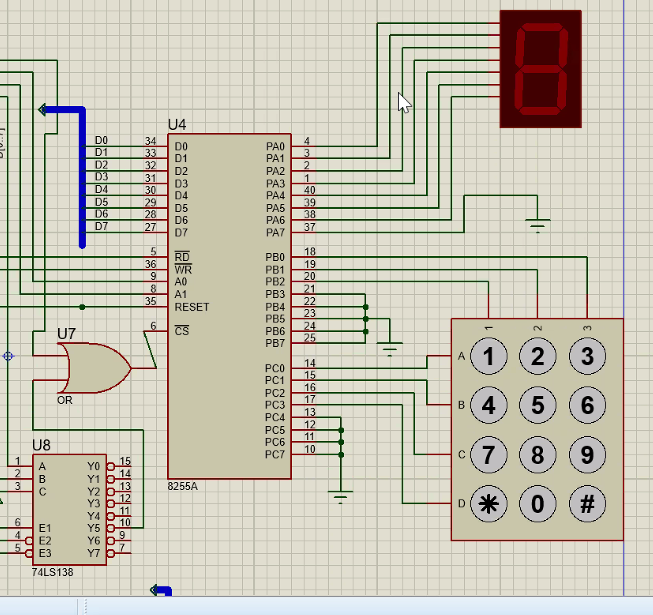 U4
D0 34 D0 PA0 4
D1 33 D1 PA1 3
D2 32 D2 PA2 2
D3 31 D3 PA3 1
D4 30 D4 PA4 40
D5 29 D5 PA5 39
D6 28 D6 PA6 38
D7 27 D7 PA7 37
5 RD PB0 18
36 WR PB1 19
9 A0 PB2 20
8 A1 PB3 21
35 RESET PB4 22
PB5 23
6 CS PB6 24
PB7 25
PC0 14
PC1 15
PC2 16
PC3 17
PC4 13
PC5 12
PC6 11
PC7 10
8255A
U7
OR
U8
1 A Y0 15
2 B Y1 14
3 C Y2 13
Y3 12
Y4 11
6 E1 Y5 10
4 E2 Y6 9
5 E3 Y7 7
74LS138
1 2 3
A 1 2 3
B 4 5 6
C 7 8 9
D * 0 #